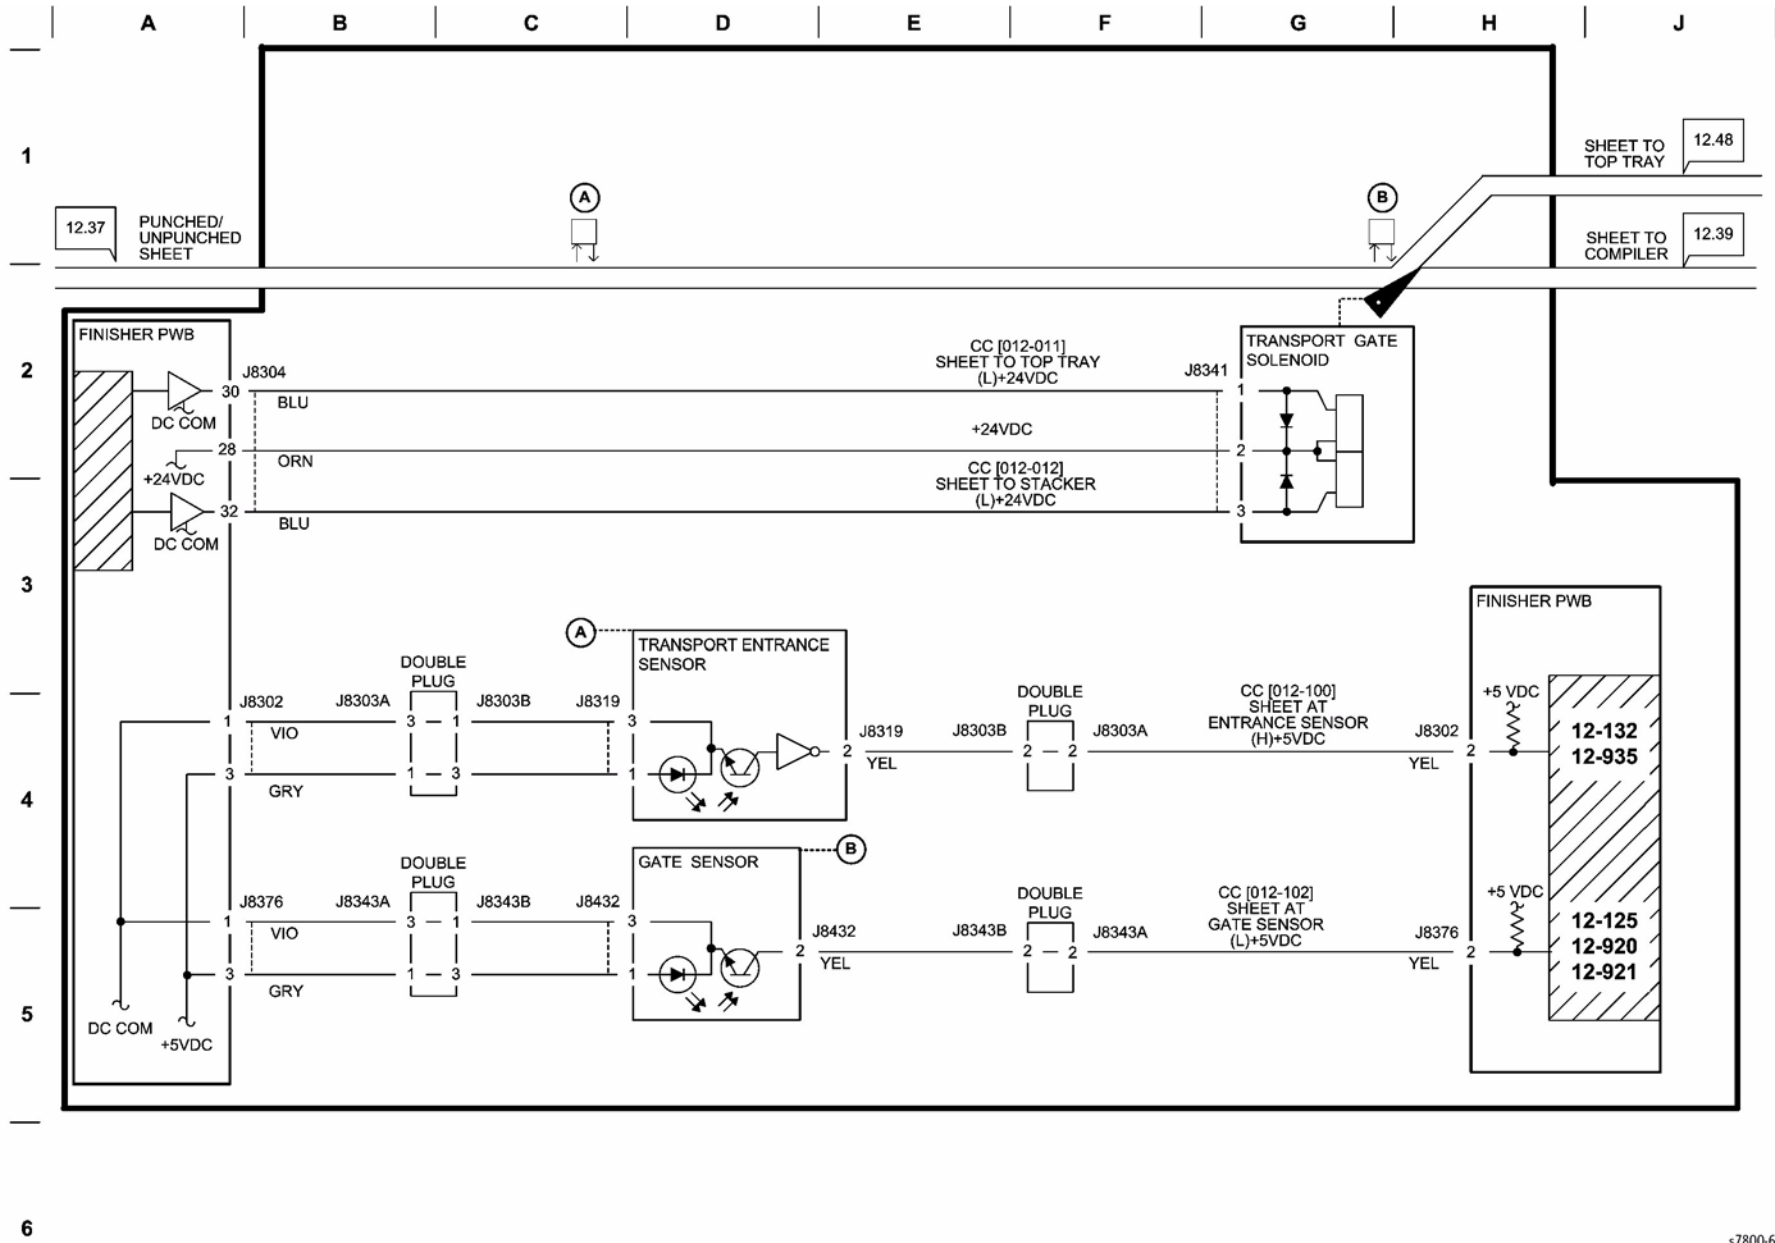 A B C D E F G H J
1
SHEET TO
TOP TRAY
12.48
A
B
12.37
PUNCHED/
UNPUNCHED
SHEET
SHEET TO
COMPILER
12.39
2
FINISHER PWB
J8304
30
BLU
DC COM
28
ORN
+24VDC
32
BLU
DC COM
CC [012-011]
SHEET TO TOP TRAY
(L)+24VDC
+24VDC
CC [012-012]
SHEET TO STACKER
(L)+24VDC
J8341
1
2
3
TRANSPORT GATE
SOLENOID
3
FINISHER PWB
A
TRANSPORT ENTRANCE
SENSOR
DOUBLE
PLUG
J8302
J8303A
J8303B
J8319
1
VIO
3
1
3
3
GRY
1
3
1
J8319
2
YEL
J8303B
DOUBLE
PLUG
2
2
J8303A
CC [012-100]
SHEET AT
ENTRANCE SENSOR
(H)+5VDC
J8302
YEL
2
+5 VDC
12-132
12-935
4
B
GATE SENSOR
DOUBLE
PLUG
J8376
J8343A
J8343B
J8432
1
VIO
3
1
3
3
GRY
1
3
1
J8432
2
YEL
J8343B
DOUBLE
PLUG
2
2
J8343A
CC [012-102]
SHEET AT
GATE SENSOR
(L)+5VDC
J8376
YEL
2
+5 VDC
12-125
12-920
12-921
5
DC COM
+5VDC
6